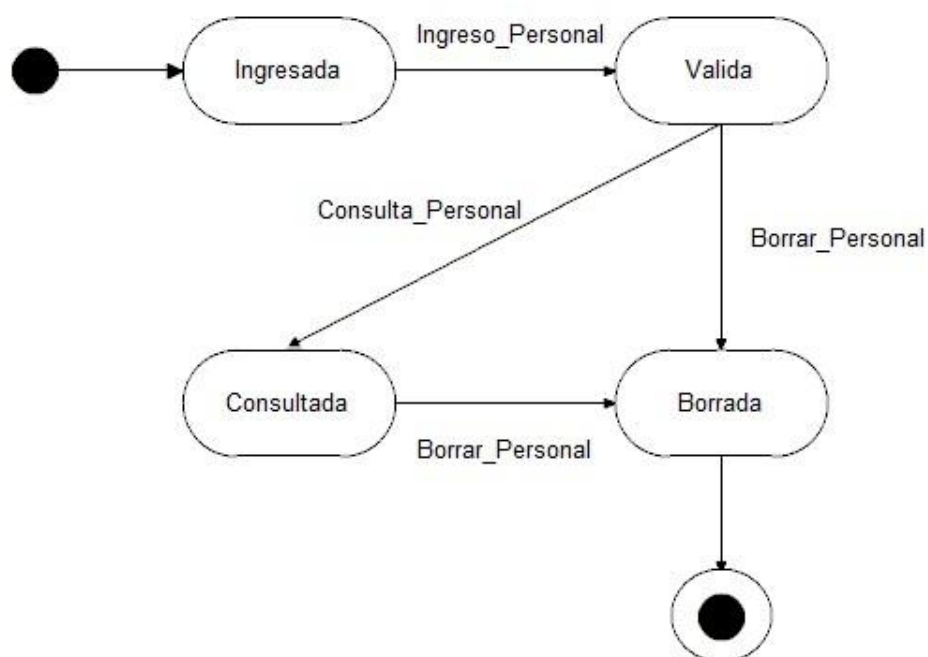 Ingreso_Personal
Ingresada
Valida
Consulta_Personal
Borrar_Personal
Consultada
Borrada
Borrar_Personal